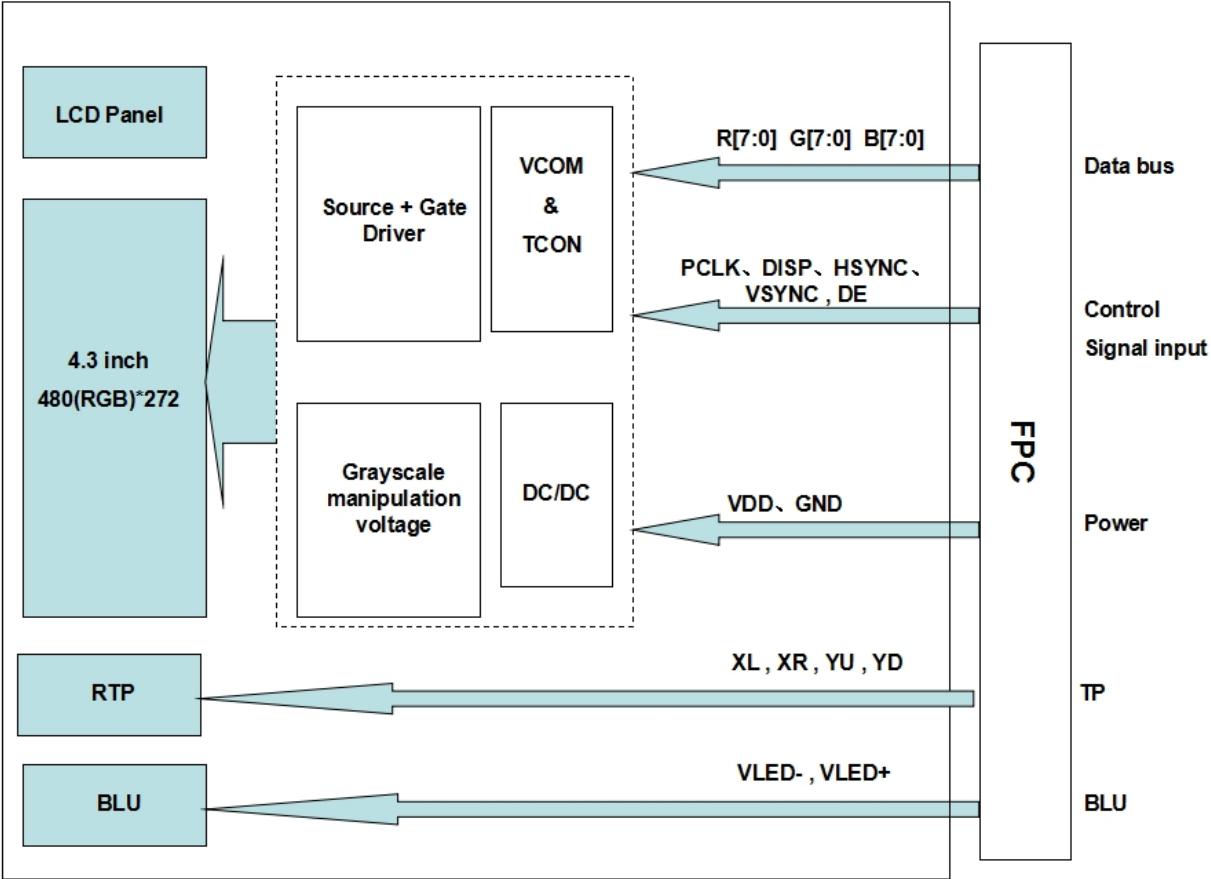 LCD Panel
4.3 inch
480(RGB)*272
Source + Gate
Driver
VCOM
&
TCON
Grayscale
manipulation
voltage
DC/DC
R[7:0]  G[7:0]  B[7:0]
PCLK、DISP、HSYNC、
VSYNC , DE
VDD、GND
XL , XR , YU , YD
VLED- , VLED+
RTP
BLU
FPC
Data bus
Control
Signal input
Power
TP
BLU